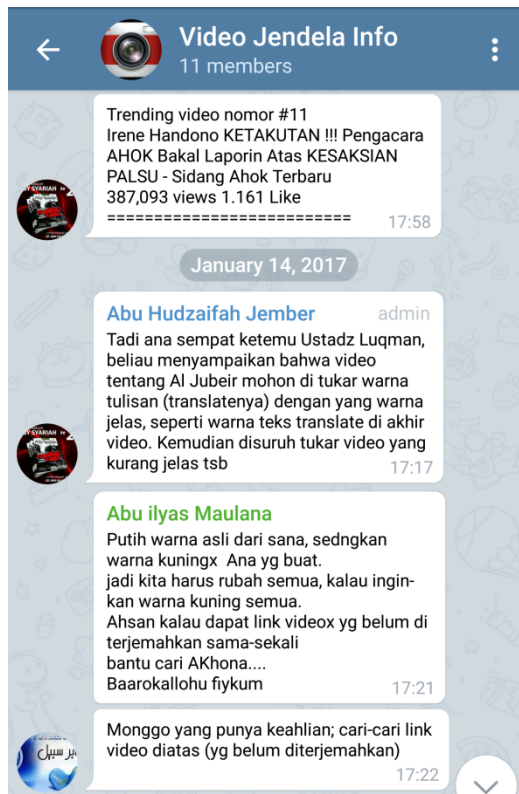 Video Jendela Info
11 members
Trending video nomor #11
Irene Handono KETAKUTAN !!! Pengacara
AHOK Bakal Laporin Atas KESAKSIAN
PALSU - Sidang Ahok Terbaru
387,093 views 1.161 Like
==========================
17:58
January 14, 2017
Abu Hudzaifah Jember admin
Tadi ana sempat ketemu Ustadz Luqman,
beliau menyampaikan bahwa video
tentang Al Jubeir mohon di tukar warna
tulisan (translatenya) dengan yang warna
jelas, seperti warna teks translate di akhir
video. Kemudian disuruh tukar video yang
kurang jelas tsb
17:17
Abu ilyas Maulana
Putih warna asli dari sana, sedngkan
warna kuningx Ana yg buat.
jadi kita harus rubah semua, kalau ingin-
kan warna kuning semua.
Ahsan kalau dapat link videox yg belum di
terjemahkan sama-sekali
bantu cari AKhona....
Baarokallohu fiykum
17:21
Monggo yang punya keahlian; cari-cari link
video diatas (yg belum diterjemahkan)
17:22